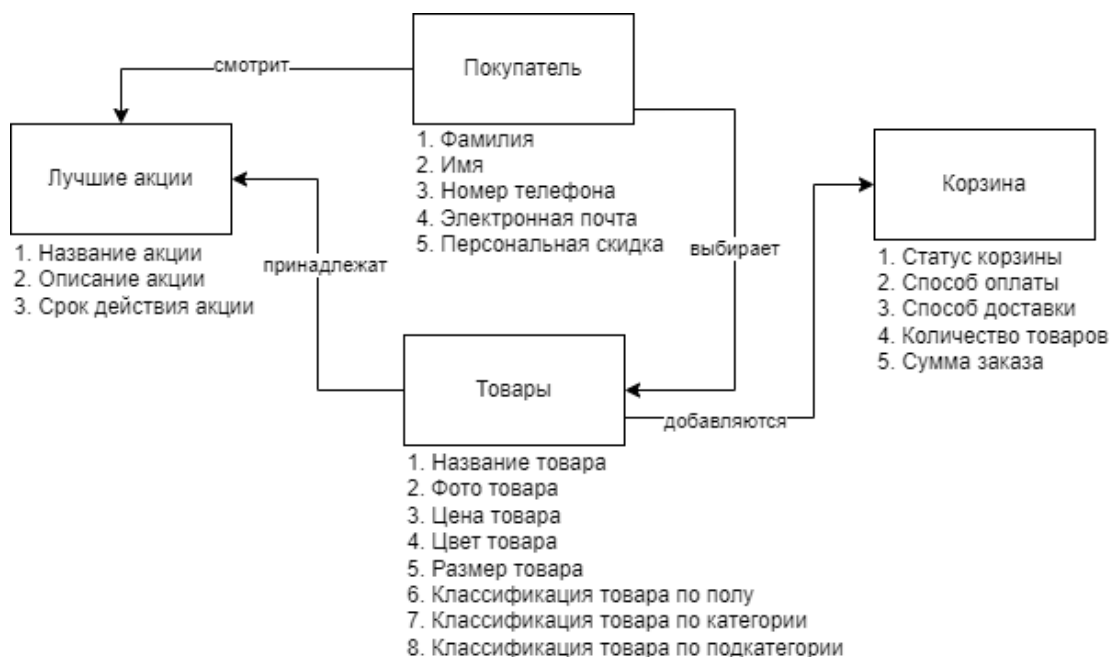 Покупатель
смотрит
1. Фамилия
2. Имя
3. Номер телефона
4. Электронная почта
5. Персональная скидка
Лучшие акции
1. Название акции
2. Описание акции
3. Срок действия акции
принадлежат
выбирает
Корзина
1. Статус корзины
2. Способ оплаты
3. Способ доставки
4. Количество товаров
5. Сумма заказа
Товары
добавляются
1. Название товара
2. Фото товара
3. Цена товара
4. Цвет товара
5. Размер товара
6. Классификация товара по полу
7. Классификация товара по категории
8. Классификация товара по подкатегории